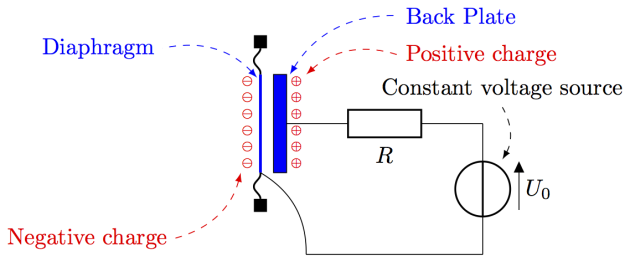 Back Plate
Diaphragm
Positive charge
Constant voltage source
R
U₀
Negative charge